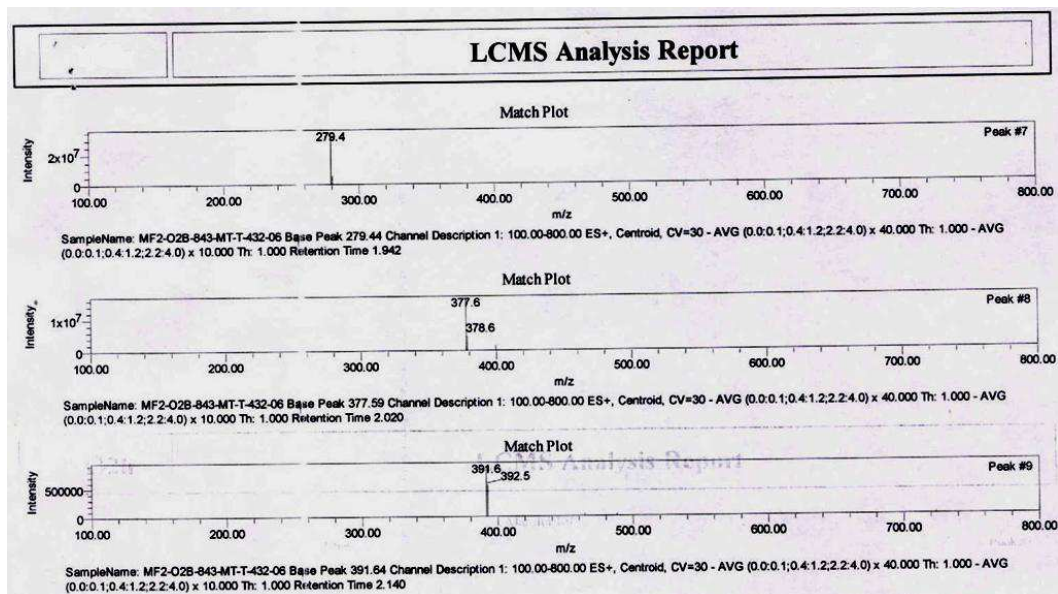 LCMS Analysis Report
Match Plot
Peak #7
279.4
Intensity
2x10⁷
0
100.00 200.00 300.00 400.00 500.00 600.00 700.00 800.00
m/z
SampleName: MF2-O2B-843-MT-T-432-06 Base Peak 279.44 Channel Description 1: 100.00-800.00 ES+, Centroid, CV=30 - AVG (0.0:0.1;0.4:1.2;2.2:4.0) x 40.000 Th: 1.000 - AVG
(0.0:0.1;0.4:1.2;2.2:4.0) x 10.000 Th: 1.000 Retention Time 1.942
Match Plot
Peak #8
377.6
378.6
Intensity
1x10⁷
0
100.00 200.00 300.00 400.00 500.00 600.00 700.00 800.00
m/z
SampleName: MF2-O2B-843-MT-T-432-06 Base Peak 377.59 Channel Description 1: 100.00-800.00 ES+, Centroid, CV=30 - AVG (0.0:0.1;0.4:1.2;2.2:4.0) x 40.000 Th: 1.000 - AVG
(0.0:0.1;0.4:1.2;2.2:4.0) x 10.000 Th: 1.000 Retention Time 2.020
Match Plot
LCMS Analysis Report
Peak #9
391.6
392.5
Intensity
500000
0
100.00 200.00 300.00 400.00 500.00 600.00 700.00 800.00
m/z
SampleName: MF2-O2B-843-MT-T-432-06 Base Peak 391.64 Channel Description 1: 100.00-800.00 ES+, Centroid, CV=30 - AVG (0.0:0.1;0.4:1.2;2.2:4.0) x 40.000 Th: 1.000 - AVG
(0.0:0.1;0.4:1.2;2.2:4.0) x 10.000 Th: 1.000 Retention Time 2.140